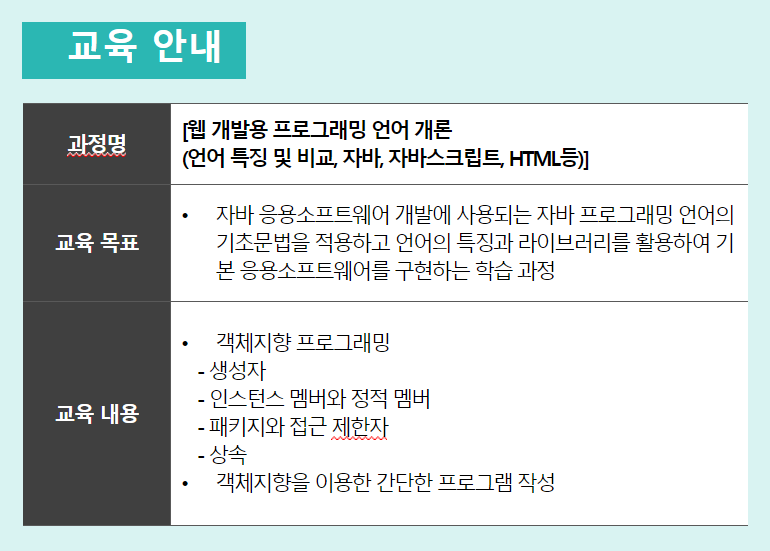 교육 안내
과정명
[웹 개발용 프로그래밍 언어 개론
(언어 특징 및 비교, 자바, 자바스크립트, HTML등)]
교육 목표
• 자바 응용소프트웨어 개발에 사용되는 자바 프로그래밍 언어의
기초문법을 적용하고 언어의 특징과 라이브러리를 활용하여 기
본 응용소프트웨어를 구현하는 학습 과정
교육 내용
• 객체지향 프로그래밍
- 생성자
- 인스턴스 멤버와 정적 멤버
- 패키지와 접근 제한자
- 상속
• 객체지향을 이용한 간단한 프로그램 작성